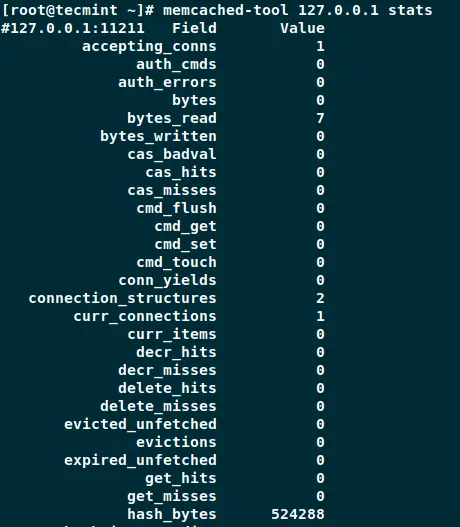 [root@tecmint ~]# memcached-tool 127.0.0.1 stats
#127.0.0.1:11211 Field Value
accepting_conns 1
auth_cmds 0
auth_errors 0
bytes 0
bytes_read 7
bytes_written 0
cas_badval 0
cas_hits 0
cas_misses 0
cmd_flush 0
cmd_get 0
cmd_set 0
cmd_touch 0
conn_yields 0
connection_structures 2
curr_connections 1
curr_items 0
decr_hits 0
decr_misses 0
delete_hits 0
delete_misses 0
evicted_unfetched 0
evictions 0
expired_unfetched 0
get_hits 0
get_misses 0
hash_bytes 524288